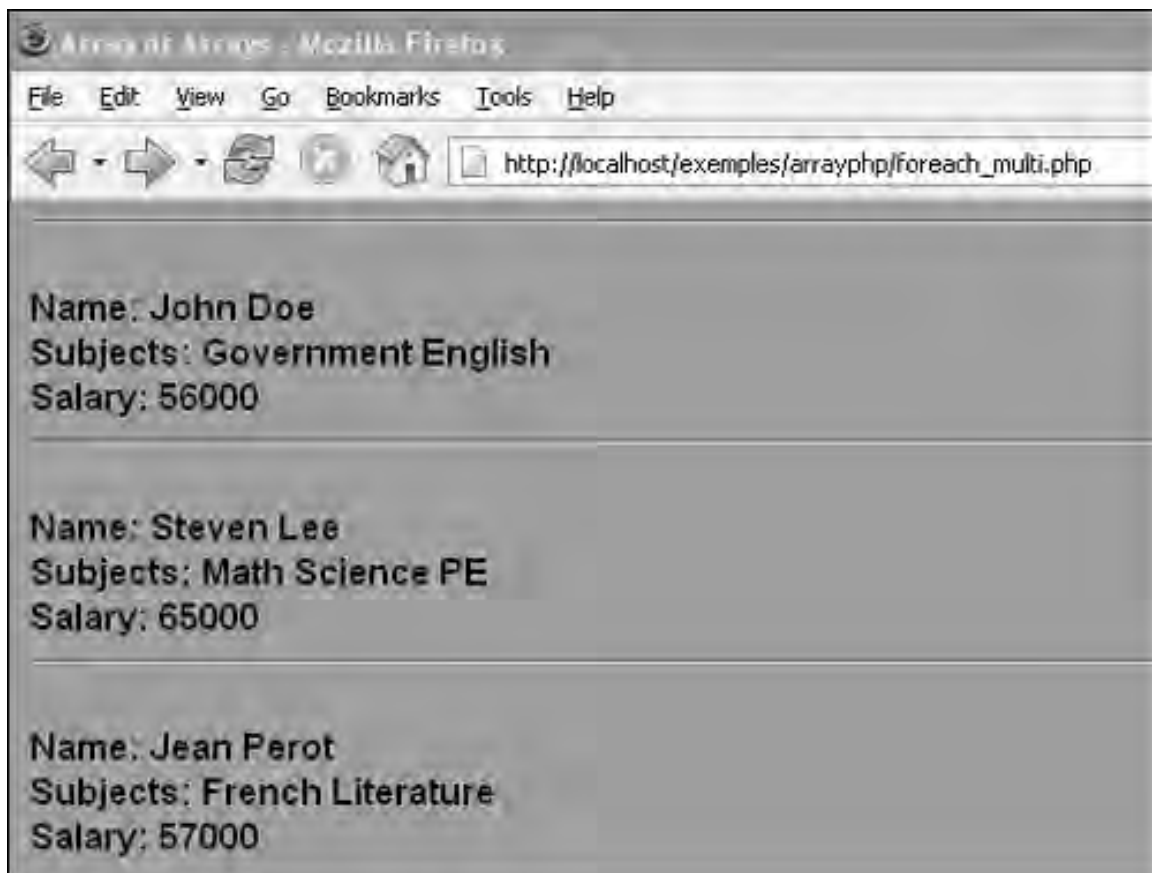 Array of Arrays - Mozilla Firefox
File Edit View Go Bookmarks Tools Help
http://localhost/exemples/arrayphp/foreach_multi.php
Name: John Doe
Subjects: Government English
Salary: 56000
Name: Steven Lee
Subjects: Math Science PE
Salary: 65000
Name: Jean Perot
Subjects: French Literature
Salary: 57000